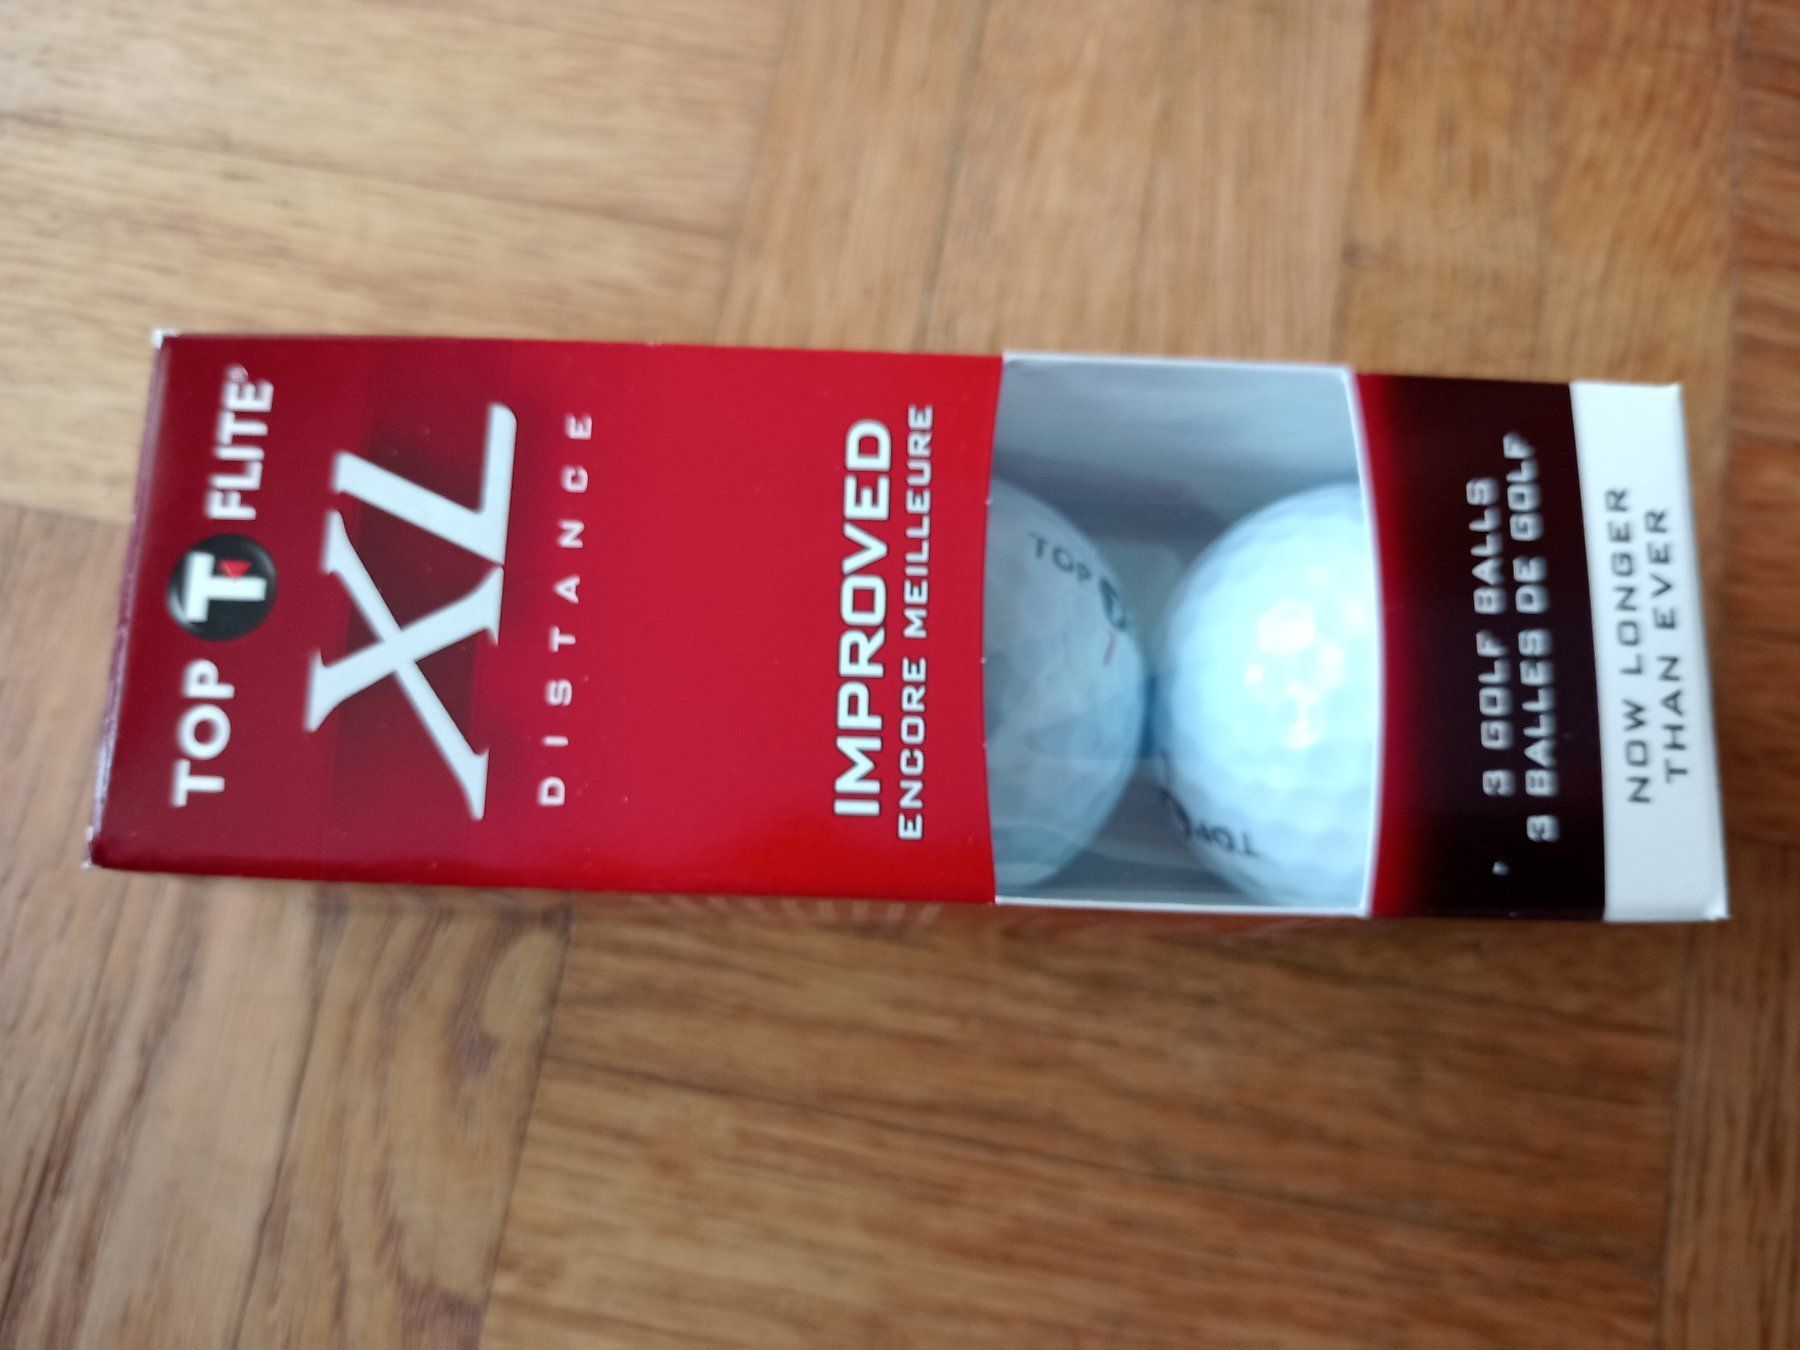 TOP T FLITE®
XL
DISTANCE
IMPROVED
ENCORE MEILLEURE
TOP
TOP
3 GOLF BALLS
3 BALLES DE GOLF
NOW LONGER
THAN EVER